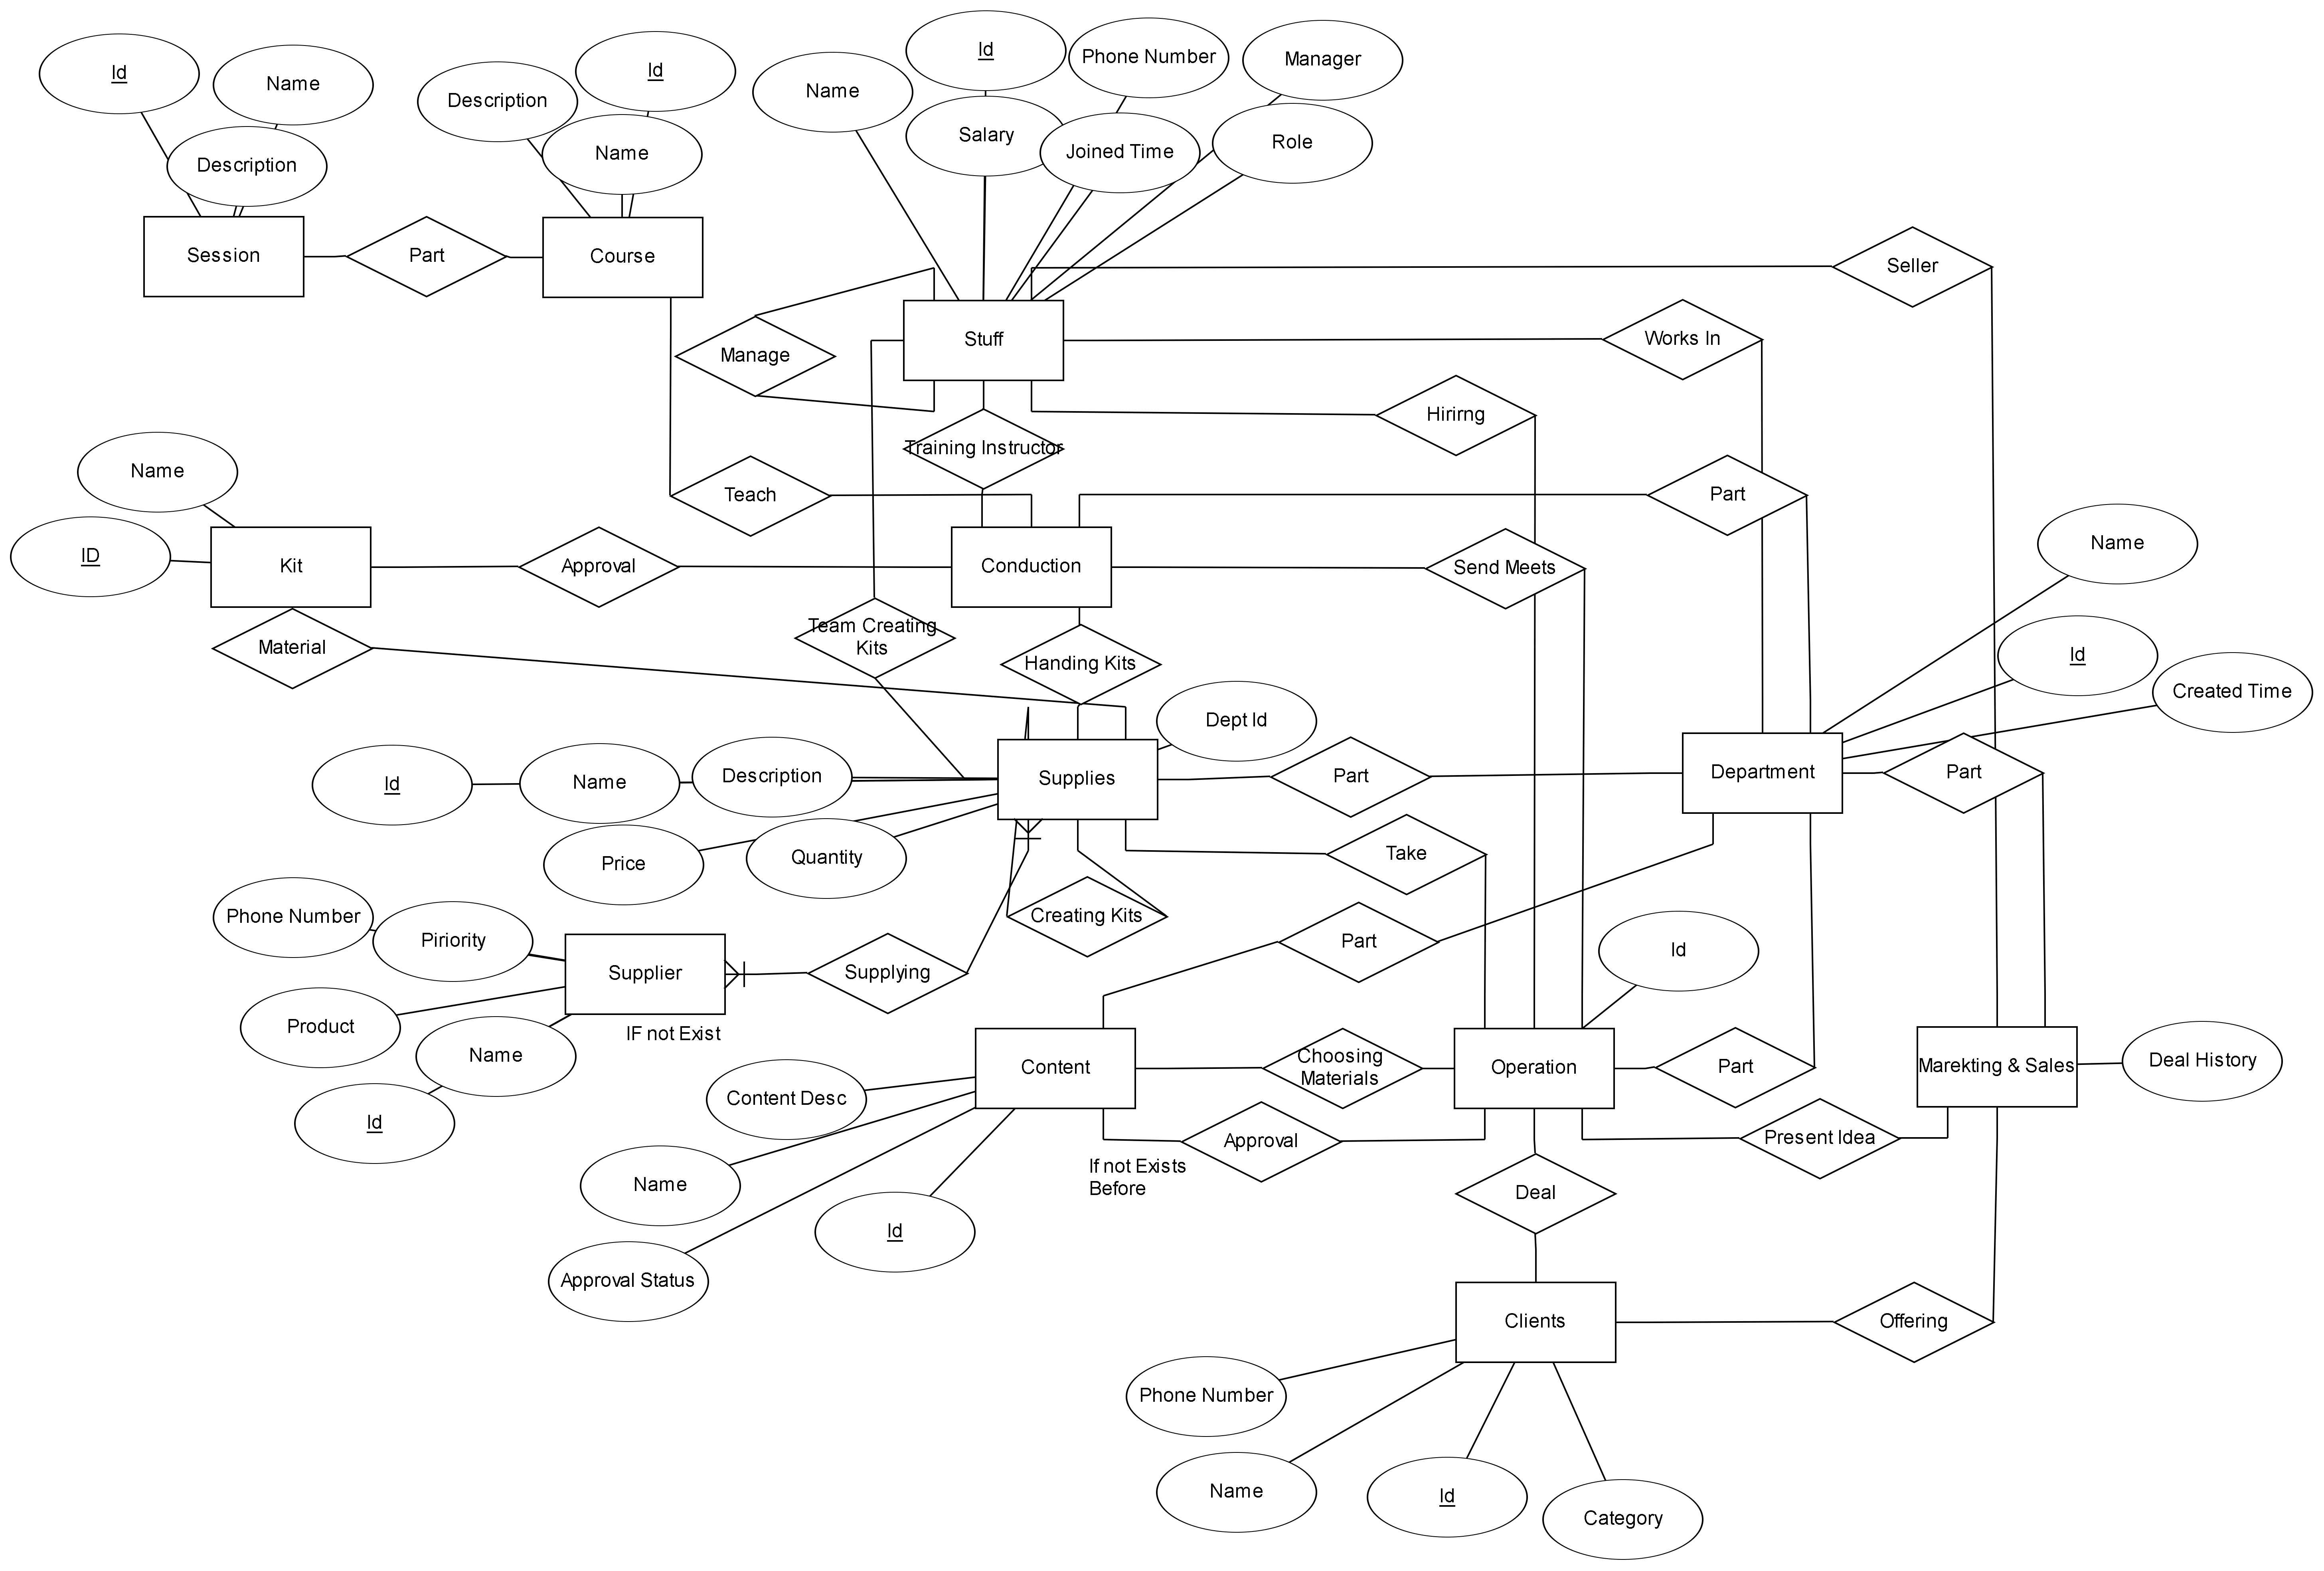 Id
Name
Description
Description
Id
Name
Name
Id
Salary
Phone Number
Joined Time
Manager
Role
Session
Part
Course
Stuff
Seller
Manage
Works In
Hirirng
Training Instructor
Teach
Part
Name
ID
Kit
Approval
Conduction
Send Meets
Name
Material
Team Creating
Kits
Handing Kits
Id
Created Time
Dept Id
Id
Name
Description
Supplies
Part
Department
Part
Price
Quantity
Take
Phone Number
Piriority
Creating Kits
Part
Id
Supplier
Supplying
Product
Name
IF not Exist
Id
Content
Choosing
Materials
Operation
Part
Marekting & Sales
Deal History
Content Desc
Approval
Present Idea
If not Exists
Before
Name
Deal
Id
Approval Status
Clients
Offering
Phone Number
Name
Id
Category